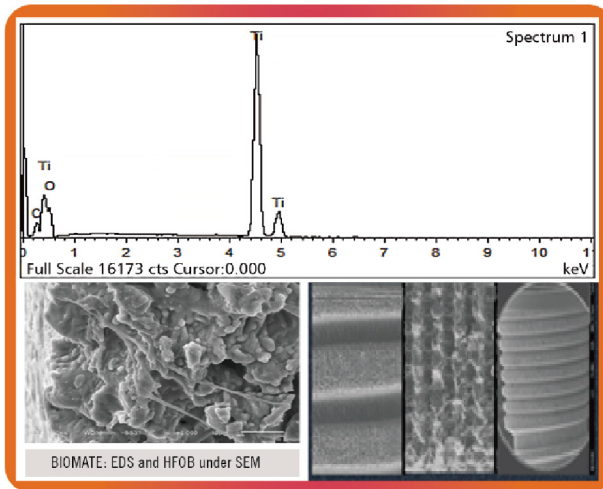 Spectrum 1
Ti
Ti
O
C
Ti
0 1 2 3 4 5 6 7 8 9 10 11
Full Scale 16173 cts Cursor:0.000
keV
BIOMATE: EDS and HFOB under SEM